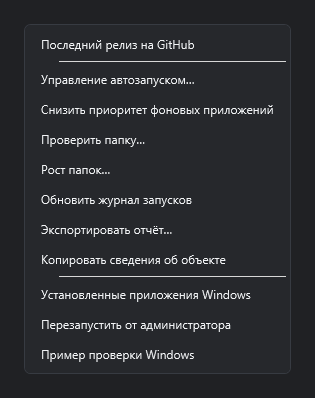 Последний релиз на GitHub
Управление автозапуском...
Снизить приоритет фоновых приложений
Проверить папку...
Рост папок...
Обновить журнал запусков
Экспортировать отчёт...
Копировать сведения об объекте
Установленные приложения Windows
Перезапустить от администратора
Пример проверки Windows